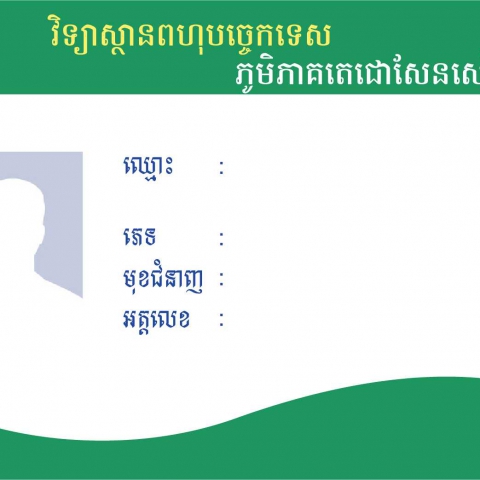 វិទ្យាស្ថានពហុបច្ចេកទេស
ភូមិភាគតេជោសែនសេ
ឈ្មោះ :
ភេទ :
មុខជំនាញ :
អត្តលេខ :